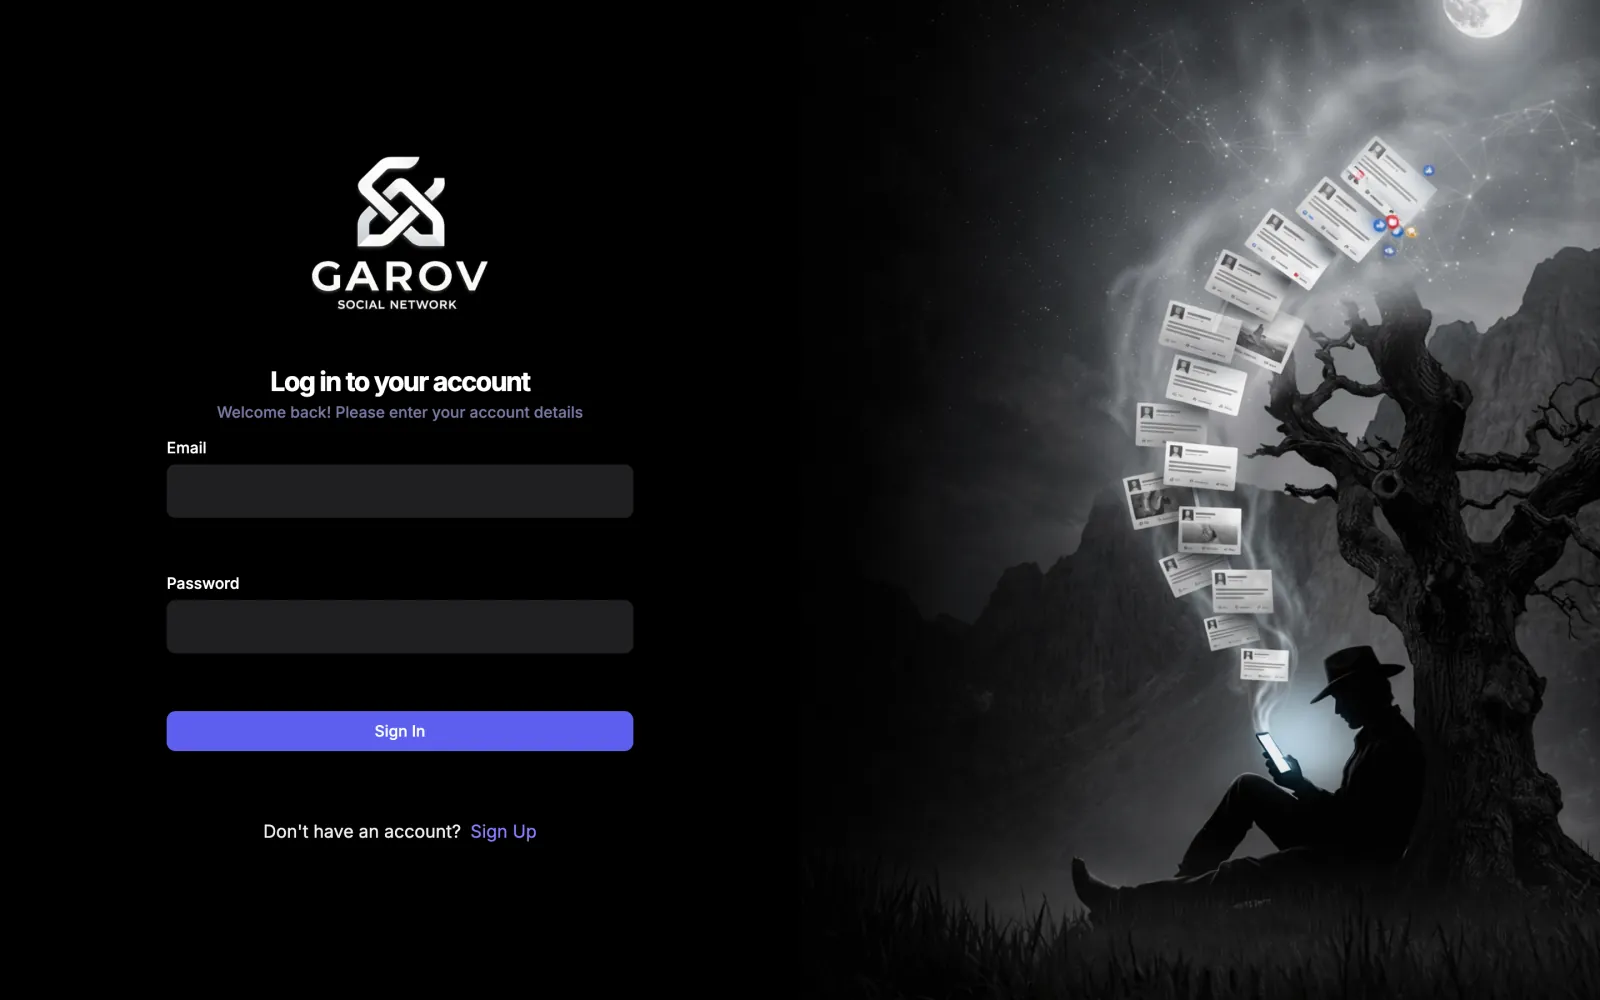 GAROV
SOCIAL NETWORK
Log in to your account
Welcome back! Please enter your account details
Email
Password
Sign In
Don't have an account? Sign Up